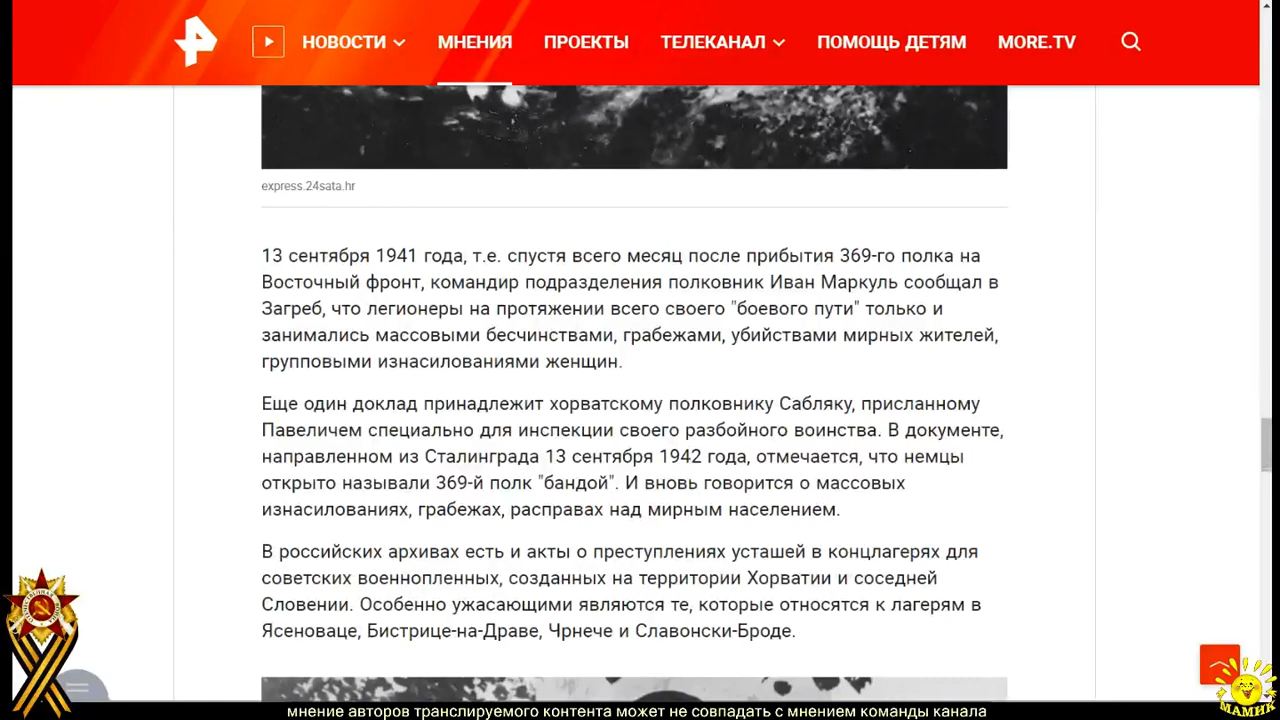 НОВОСТИ МНЕНИЯ ПРОЕКТЫ ТЕЛЕКАНАЛ ПОМОЩЬ ДЕТЯМ MORE.TV
express.24sata.hr
13 сентября 1941 года, т.е. спустя всего месяц после прибытия 369-го полка на
Восточный фронт, командир подразделения полковник Иван Маркуль сообщал в
Загреб, что легионеры на протяжении всего своего "боевого пути" только и
занимались массовыми бесчинствами, грабежами, убийствами мирных жителей,
групповыми изнасилованиями женщин.
Еще один доклад принадлежит хорватскому полковнику Сабляку, присланному
Павеличем специально для инспекции своего разбойного воинства. В документе,
направленном из Сталинграда 13 сентября 1942 года, отмечается, что немцы
открыто называли 369-й полк "бандой". И вновь говорится о массовых
изнасилованиях, грабежах, расправах над мирным населением.
В российских архивах есть и акты о преступлениях усташей в концлагерях для
советских военнопленных, созданных на территории Хорватии и соседней
Словении. Особенно ужасающими являются те, которые относятся к лагерям в
Ясеноваце, Бистрице-на-Драве, Чрнече и Славонски-Броде.
МАМИК
мнение авторов транслируемого контента может не совпадать с мнением команды канала